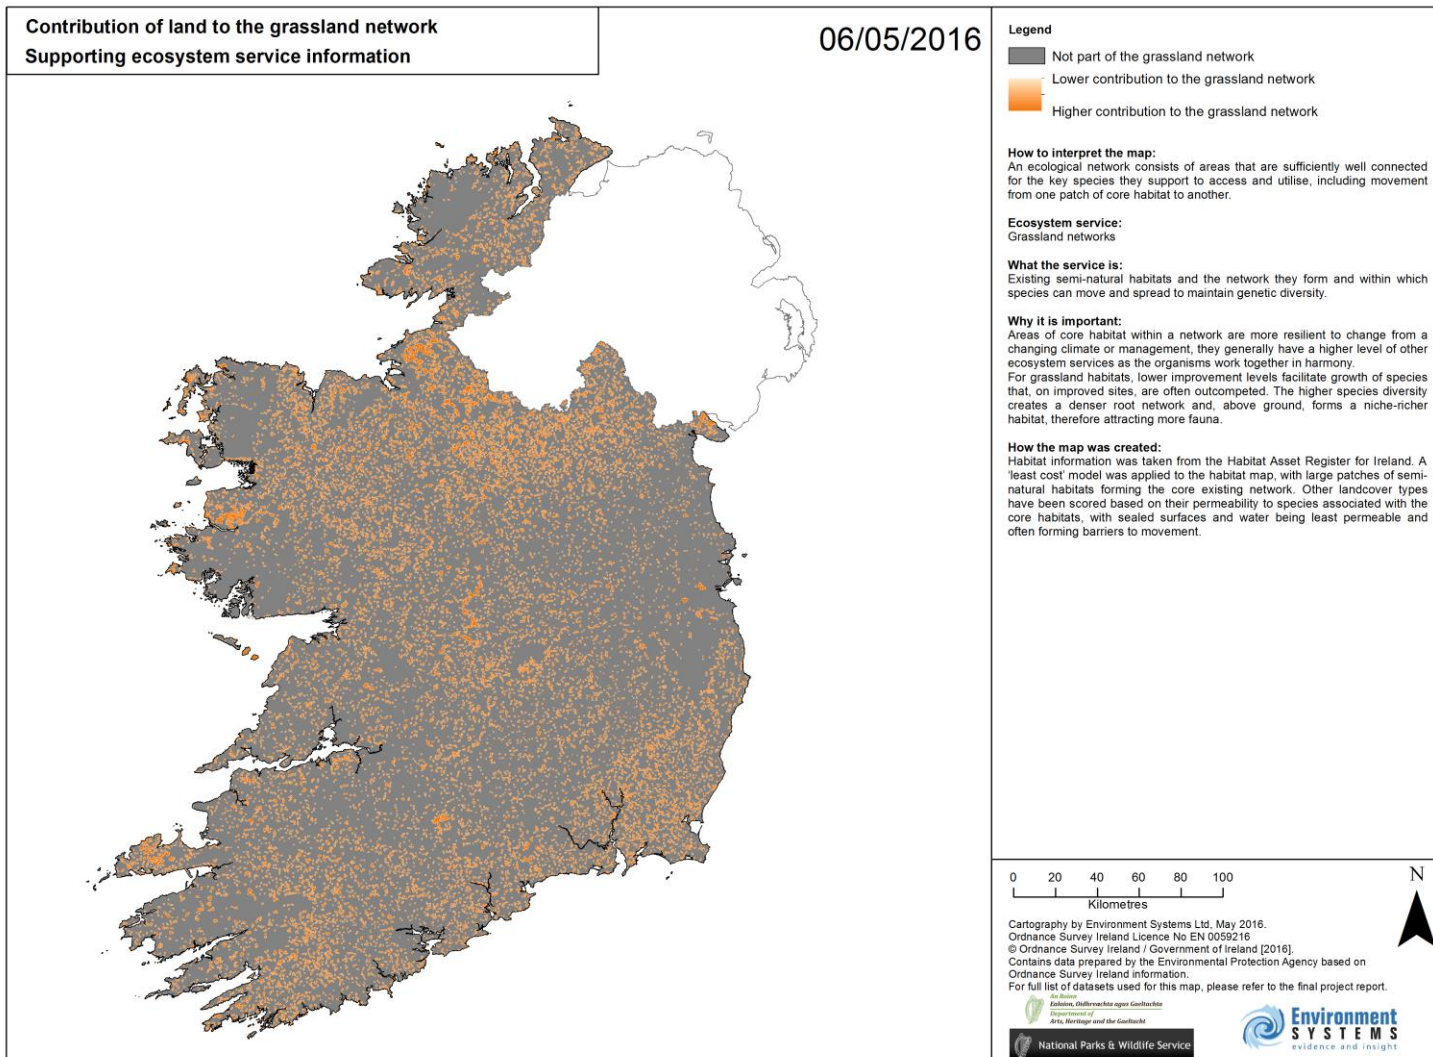 Contribution of land to the grassland network
Supporting ecosystem service information
06/05/2016
Legend
Not part of the grassland network
Lower contribution to the grassland network
Higher contribution to the grassland network
How to interpret the map:
An ecological network consists of areas that are sufficiently well connected
for the key species they support to access and utilise, including movement
from one patch of core habitat to another.
Ecosystem service:
Grassland networks
What the service is:
Existing semi-natural habitats and the network they form and within which
species can move and spread to maintain genetic diversity.
Why it is important:
Areas of core habitat within a network are more resilient to change from a
changing climate or management, they generally have a higher level of other
ecosystem services as the organisms work together in harmony.
For grassland habitats, lower improvement levels facilitate growth of species
that, on improved sites, are often outcompeted. The higher species diversity
creates a denser root network and, above ground, forms a niche-richer
habitat, therefore attracting more fauna.
How the map was created:
Habitat information was taken from the Habitat Asset Register for Ireland. A
'least cost' model was applied to the habitat map, with large patches of semi-
natural habitats forming the core existing network. Other landcover types
have been scored based on their permeability to species associated with the
core habitats, with sealed surfaces and water being least permeable and
often forming barriers to movement.
0 20 40 60 80 100
Kilometres
N
Cartography by Environment Systems Ltd, May 2016.
Ordnance Survey Ireland Licence No EN 0059216
© Ordnance Survey Ireland / Government of Ireland [2016].
Contains data prepared by the Environmental Protection Agency based on
Ordnance Survey Ireland information.
For full list of datasets used for this map, please refer to the final project report.
An Roinn
Ealaíon, Oidhreachta agus Gaeltachta
Department of
Arts, Heritage and the Gaeltacht
National Parks & Wildlife Service
Environment
SYSTEMS
evidence and insight